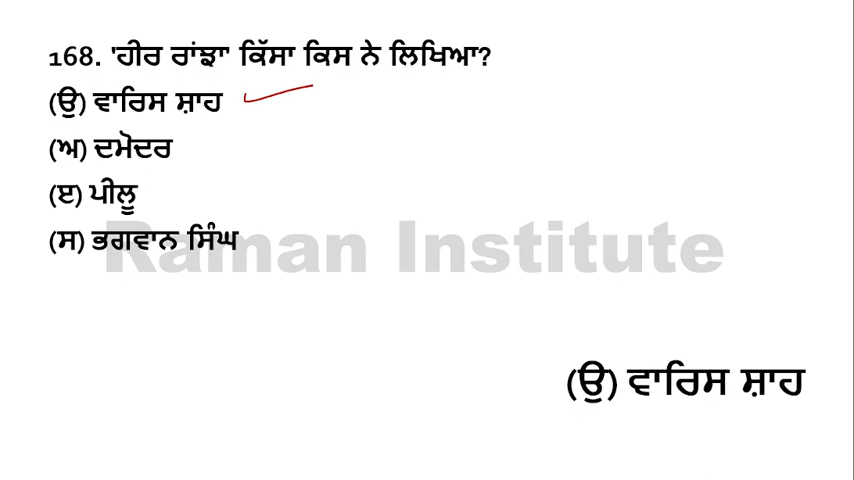 168. 'ਹੀਰ ਰਾਂਝਾ' ਕਿੱਸਾ ਕਿਸ ਨੇ ਲਿਖਿਆ?
(ਉ) ਵਾਰਿਸ ਸ਼ਾਹ
(ਅ) ਦਮੋਦਰ
(ੲ) ਪੀਲੂ
(ਸ) ਭਗਵਾਨ ਸਿੰਘ
Raman Institute
(ਉ) ਵਾਰਿਸ ਸ਼ਾਹ